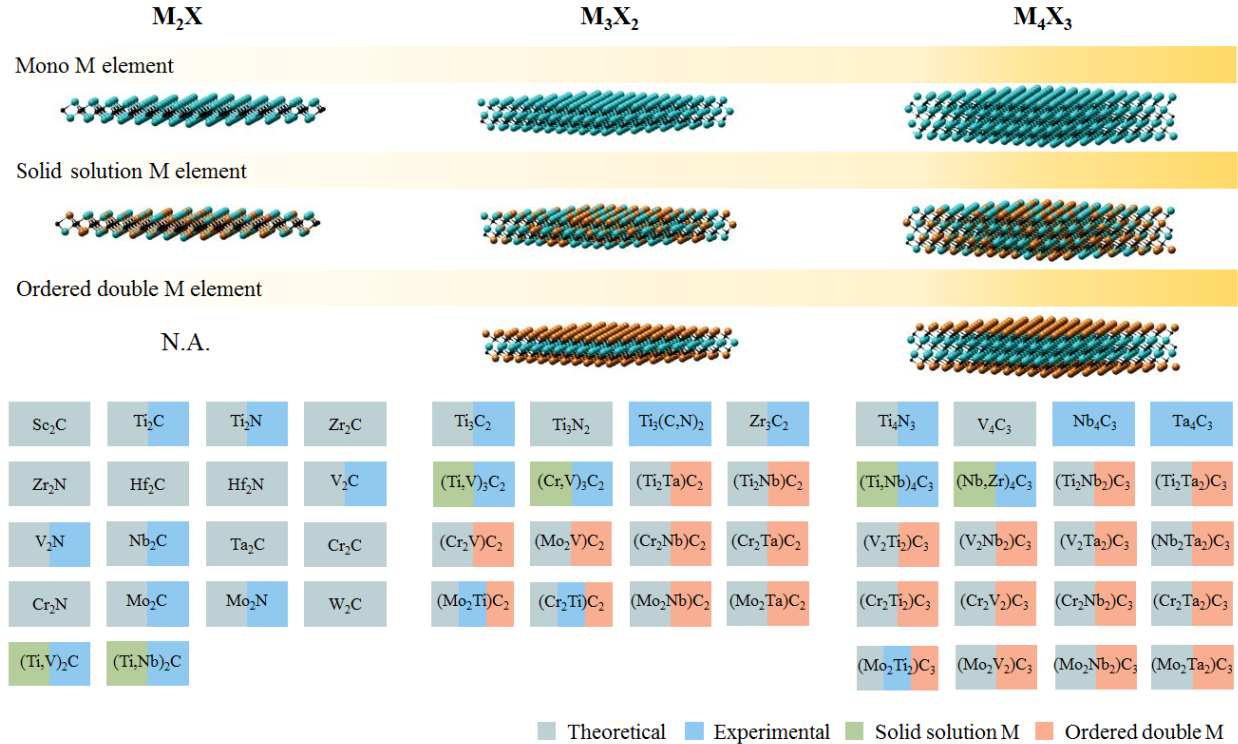 M₂X M₃X₂ M₄X₃
Mono M element
Solid solution M element
Ordered double M element
N.A.
Sc₂C Ti₂C Ti₂N Zr₂C Ti₃C₂ Ti₃N₂ Ti₃(C,N)₂ Zr₃C₂ Ti₄N₃ V₄C₃ Nb₄C₃ Ta₄C₃
Zr₂N Hf₂C Hf₂N V₂C (Ti,V)₃C₂ (Cr,V)₃C₂ (Ti₂Ta)C₂ (Ti₂Nb)C₂ (Ti,Nb)₄C₃ (Nb,Zr)₄C₃ (Ti₂Nb₂)C₃ (Ti₂Ta₂)C₃
V₂N Nb₂C Ta₂C Cr₂C (Cr₂V)C₂ (Mo₂V)C₂ (Cr₂Nb)C₂ (Cr₂Ta)C₂ (V₂Ti₂)C₃ (V₂Nb₂)C₃ (V₂Ta₂)C₃ (Nb₂Ta₂)C₃
Cr₂N Mo₂C Mo₂N W₂C (Mo₂Ti)C₂ (Cr₂Ti)C₂ (Mo₂Nb)C₂ (Mo₂Ta)C₂ (Cr₂Ti₂)C₃ (Cr₂V₂)C₃ (Cr₂Nb₂)C₃ (Cr₂Ta₂)C₃
(Ti,V)₂C (Ti,Nb)₂C (Mo₂Ti₂)C₃ (Mo₂V₂)C₃ (Mo₂Nb₂)C₃ (Mo₂Ta₂)C₃
Theoretical Experimental Solid solution M Ordered double M